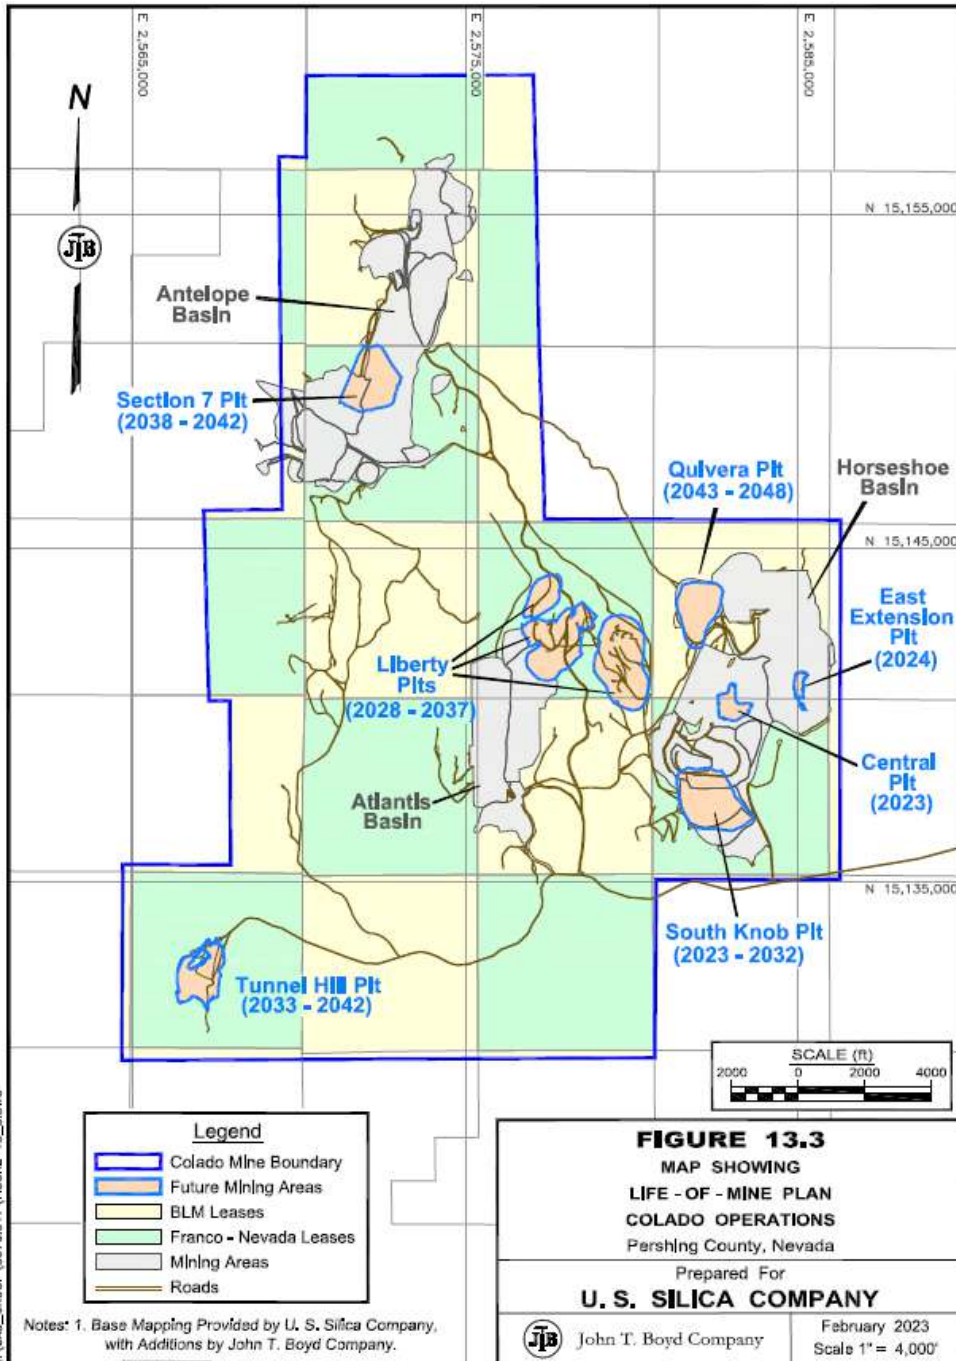 E 2,565,000
E 2,575,000
E 2,585,000
N
JTB
N 15,155,000
Antelope
Basin
Section 7 Pit
(2038 - 2042)
Quivera Pit
(2043 - 2048)
Horseshoe
Basin
N 15,145,000
East
Extension
Pit
(2024)
Liberty
Pits
(2028 - 2037)
Central
Pit
(2023)
Atlantis
Basin
N 15,135,000
South Knob Pit
(2023 - 2032)
Tunnel Hill Pit
(2033 - 2042)
SCALE (ft)
2000 0 2000 4000
Legend
Colado Mine Boundary
Future Mining Areas
BLM Leases
Franco - Nevada Leases
Mining Areas
Roads
Notes: 1. Base Mapping Provided by U. S. Silica Company,
with Additions by John T. Boyd Company.
FIGURE 13.3
MAP SHOWING
LIFE - OF - MINE PLAN
COLADO OPERATIONS
Pershing County, Nevada
Prepared For
U. S. SILICA COMPANY
JTB John T. Boyd Company
February 2023
Scale 1" = 4,000'